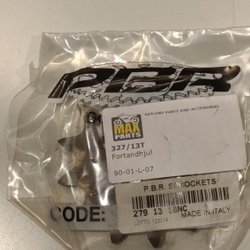 PBR
GENUINE PARTS AND ACCESSORIES
MAX
PARTS
327/13T
Fortandhjul
90-01-L-07
CODE:
P.B.R. SPROCKETS
279 13 18NC
MADE IN ITALY